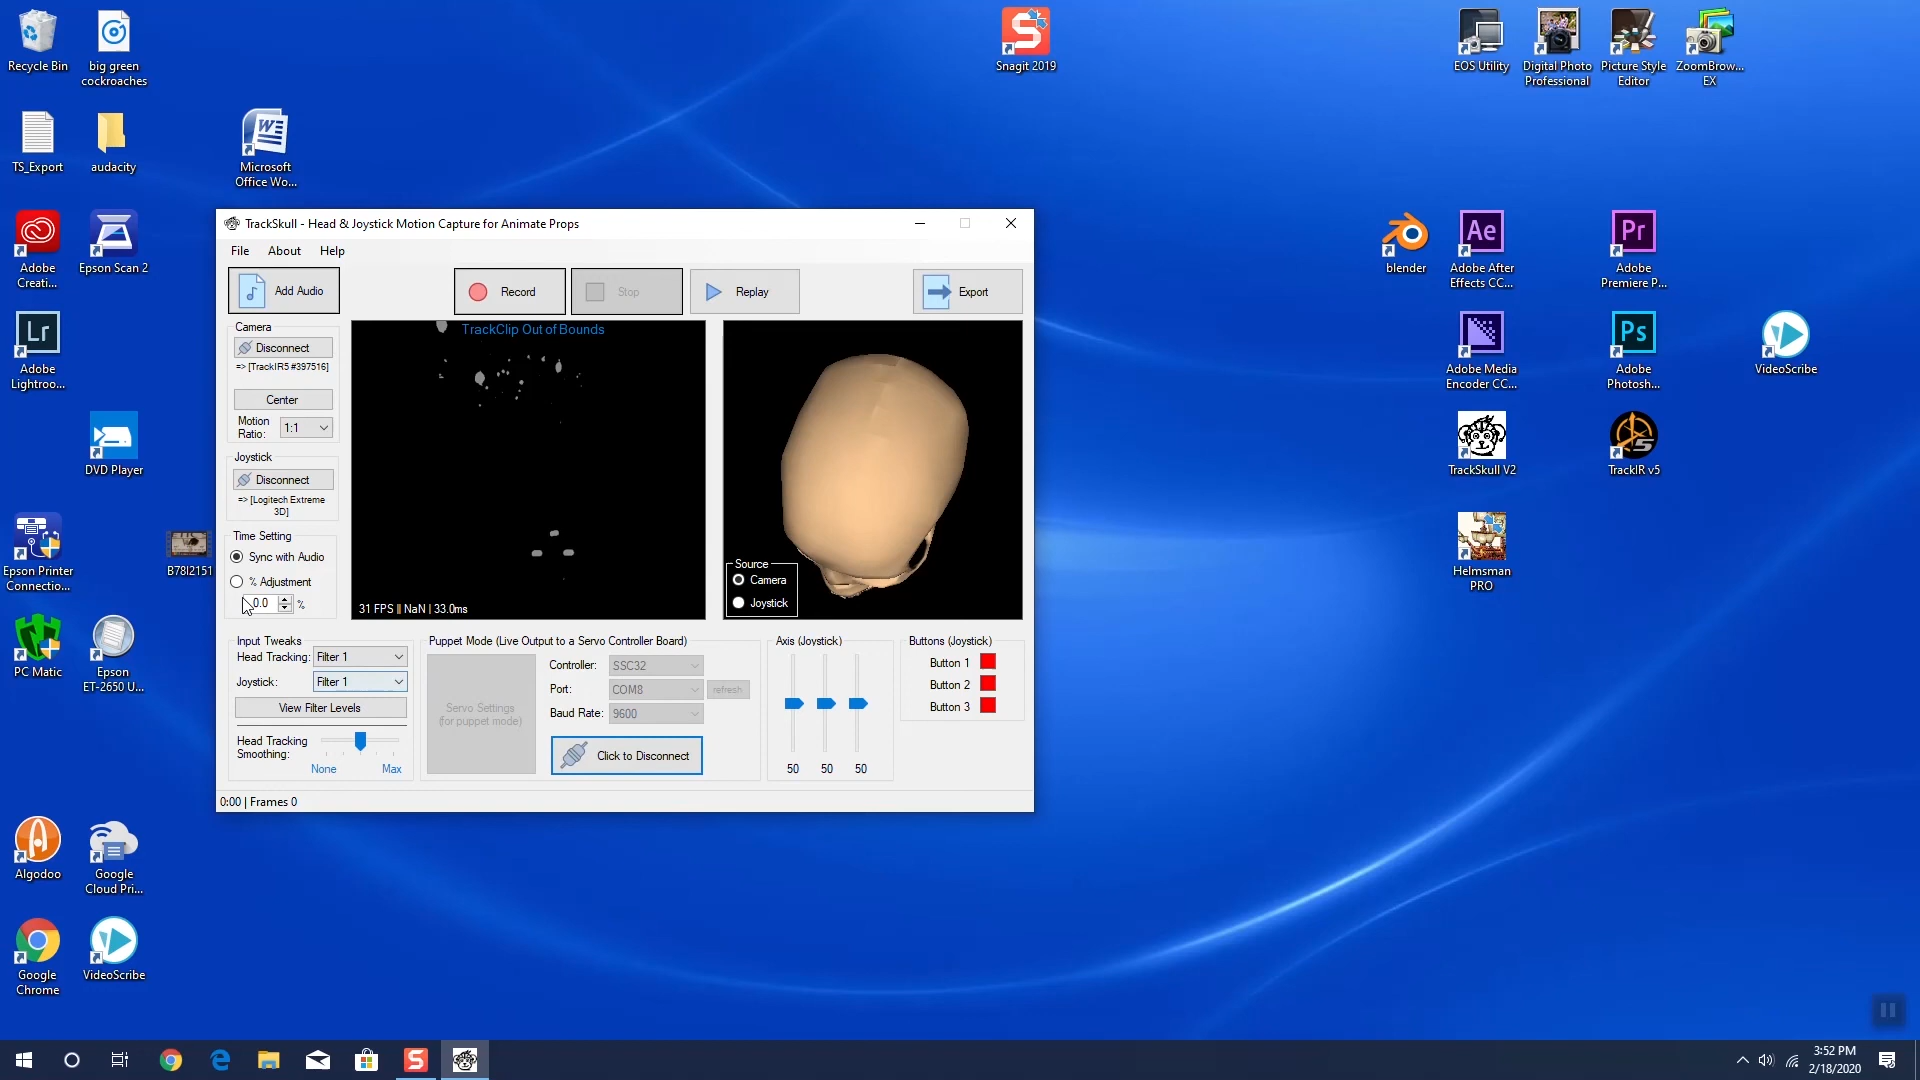 Recycle Bin
big green
cockroaches
Snagit 2019
EOS Utility
Digital Photo
Professional
Picture Style
Editor
ZoomBrow...
EX
TS_Export
audacity
Microsoft
Office Wo...
Adobe
Creati...
Epson Scan 2
blender
Adobe After
Effects CC...
Adobe
Premiere P...
Adobe
Lightroo...
Adobe Media
Encoder CC...
Adobe
Photosh...
VideoScribe
DVD Player
TrackSkull V2
TrackIR v5
Epson Printer
Connectio...
B78I2151
Helmsman
PRO
PC Matic
Epson
ET-2650 U...
Algodoo
Google
Cloud Pri...
Google
Chrome
VideoScribe
TrackSkull - Head & Joystick Motion Capture for Animate Props
File About Help
Add Audio
Record
Stop
Replay
Export
Camera
Disconnect
=> [TrackIR5 #397516]
Center
Motion
Ratio:
1:1
Joystick
Disconnect
=> [Logitech Extreme
3D]
Time Setting
Sync with Audio
% Adjustment
0.0 %
TrackClip Out of Bounds
31 FPS || NaN | 33.0ms
Source
Camera
Joystick
Input Tweaks
Head Tracking: Filter 1
Joystick: Filter 1
View Filter Levels
Head Tracking
Smoothing:
None Max
Puppet Mode (Live Output to a Servo Controller Board)
Servo Settings
(for puppet mode)
Controller: SSC32
Port: COM8 refresh
Baud Rate: 9600
Click to Disconnect
Axis (Joystick)
50 50 50
Buttons (Joystick)
Button 1
Button 2
Button 3
0:00 | Frames 0
3:52 PM
2/18/2020